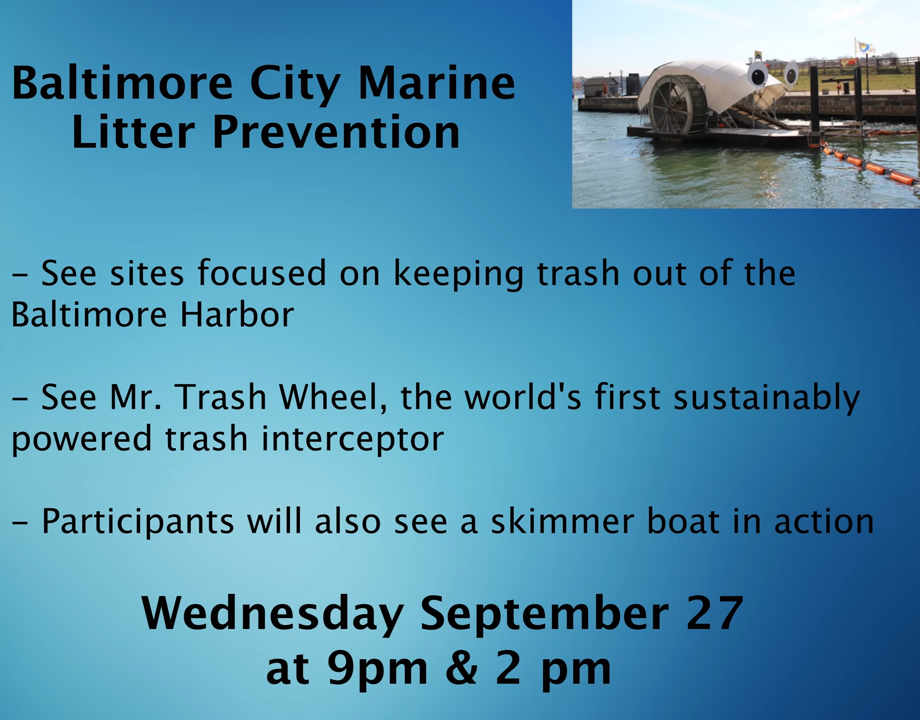 Baltimore City Marine
Litter Prevention
- See sites focused on keeping trash out of the
Baltimore Harbor
- See Mr. Trash Wheel, the world's first sustainably
powered trash interceptor
- Participants will also see a skimmer boat in action
Wednesday September 27
at 9pm & 2 pm